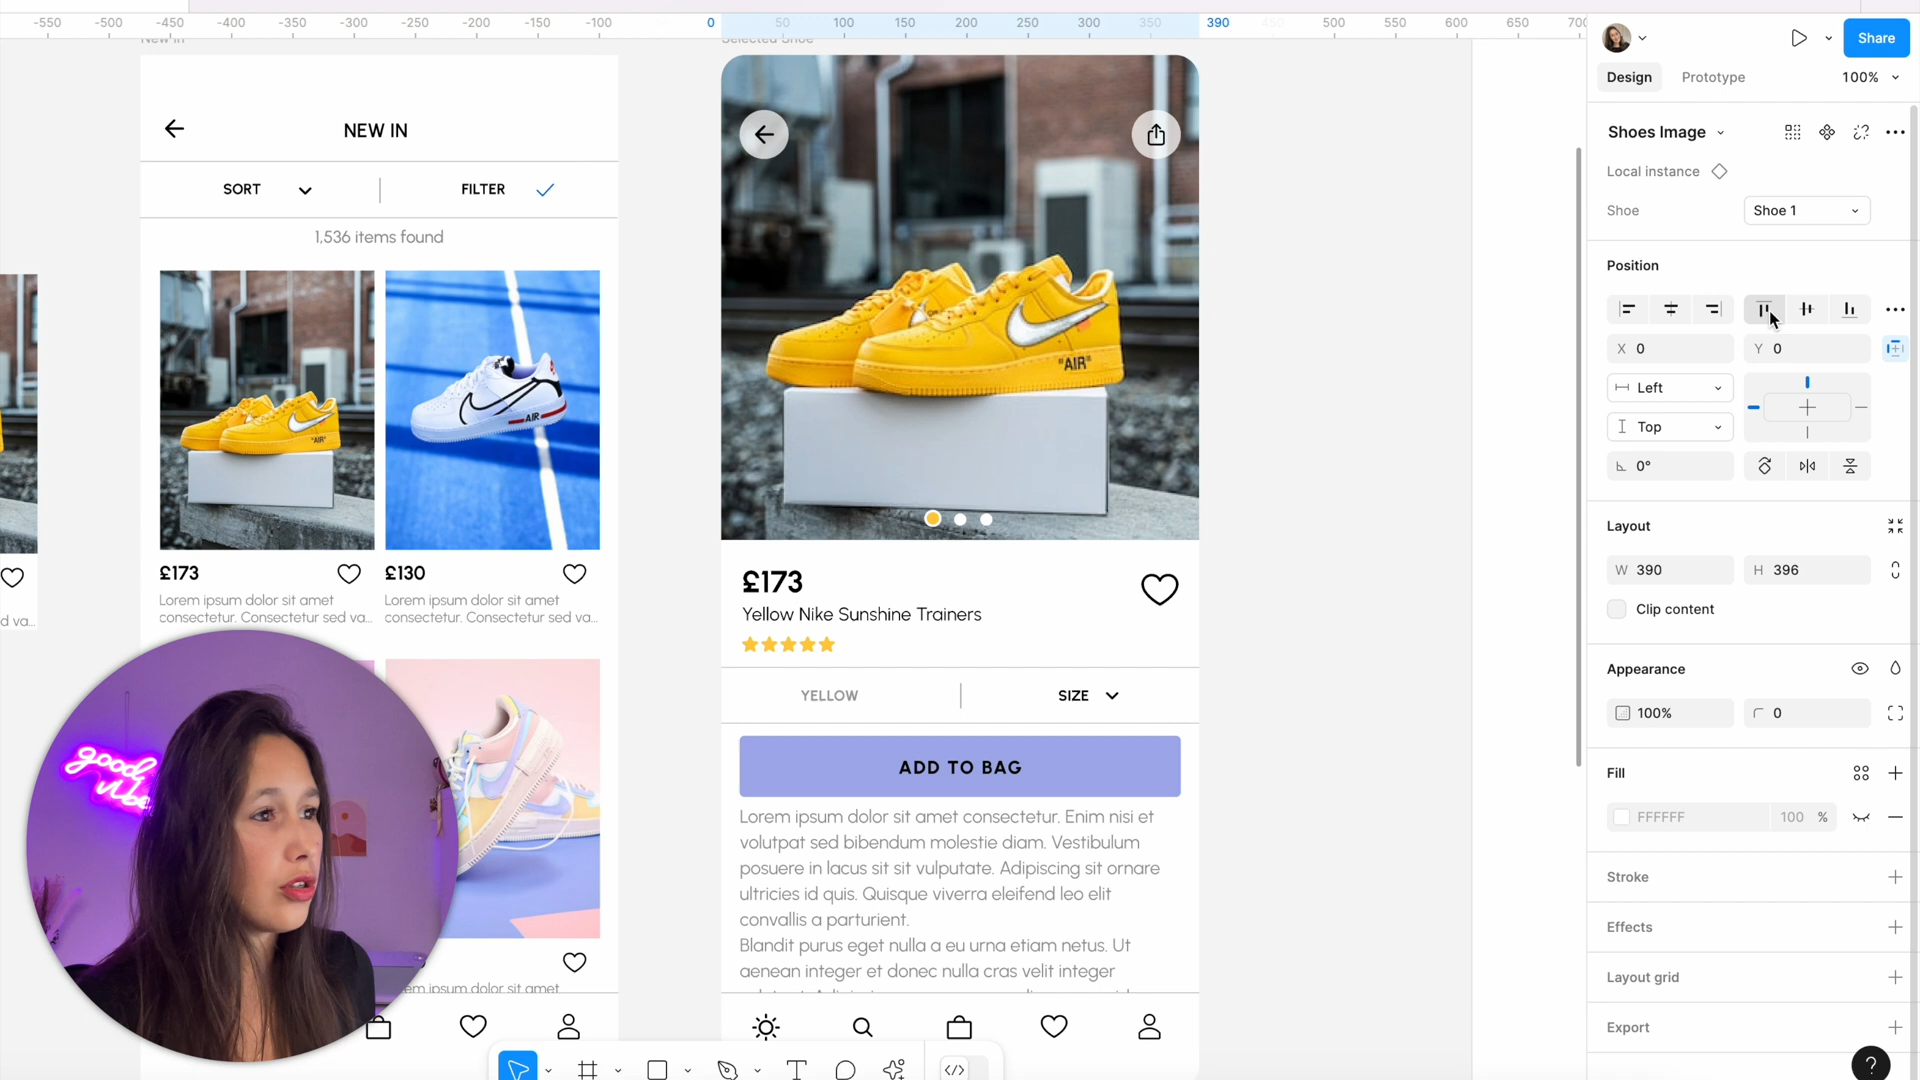 -550 -500 -450 -400 -350 -300 -250 -200 -150 -100 0 50 100 150 200 250 300 350 390 450 500 550 600 650 700
New In
Selected Shoe
Share
Design Prototype 100%
NEW IN
SORT FILTER
1,536 items found
"AIR"
AIR
£173
£130
Lorem ipsum dolor sit amet
consectetur. Consectetur sed va...
Lorem ipsum dolor sit amet
consectetur. Consectetur sed va...
d va...
good
vibe
em ipsum dolor sit amet
"AIR"
£173
Yellow Nike Sunshine Trainers
YELLOW SIZE
ADD TO BAG
Lorem ipsum dolor sit amet consectetur. Enim nisi et
volutpat sed bibendum molestie diam. Vestibulum
posuere in lacus sit sit vulputate. Adipiscing sit ornare
ultricies id quis. Quisque viverra eleifend leo elit
convallis a parturient.
Blandit purus eget nulla a eu urna etiam netus. Ut
aenean integer et donec nulla cras velit integer
Shoes Image
Local instance
Shoe Shoe 1
Position
X 0 Y 0
Left
Top
0°
Layout
W 390 H 396
Clip content
Appearance
100% 0
Fill
FFFFFF 100 %
Stroke
Effects
Layout grid
Export
?